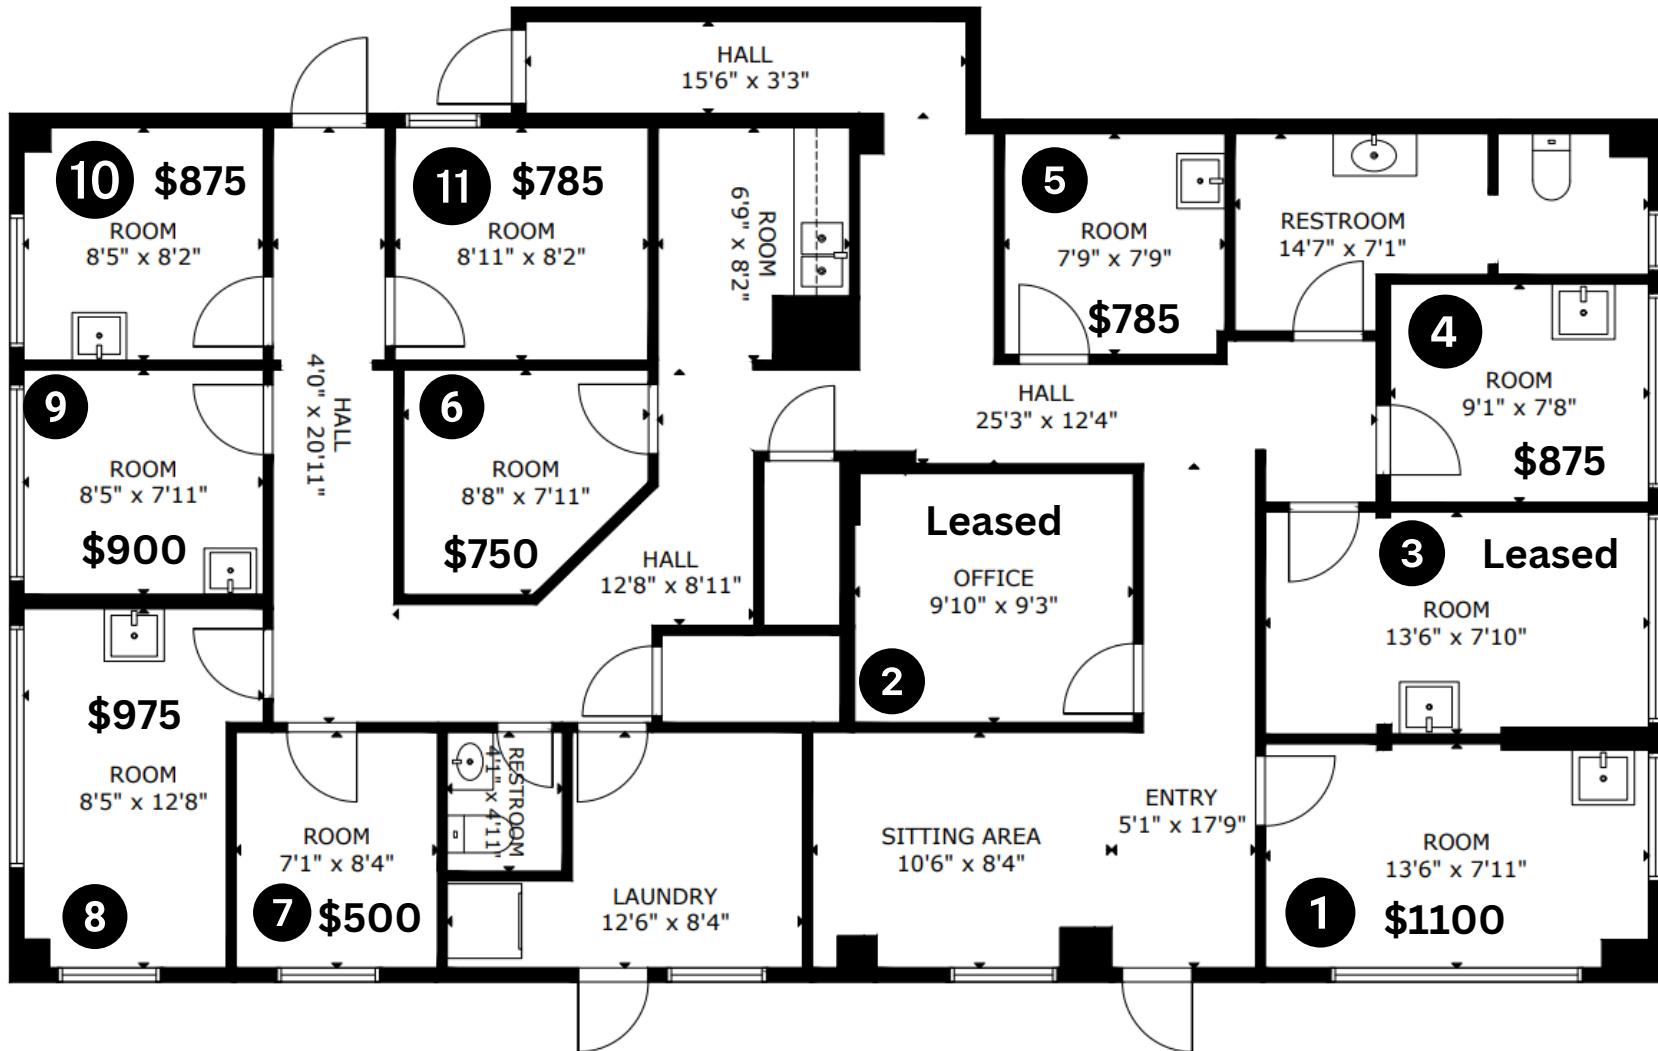 HALL
15'6" x 3'3"
10 $875
ROOM
8'5" x 8'2"
11 $785
ROOM
8'11" x 8'2"
ROOM
6'9" x 8'2"
5
ROOM
7'9" x 7'9"
$785
RESTROOM
14'7" x 7'1"
4
ROOM
9'1" x 7'8"
$875
9
ROOM
8'5" x 7'11"
$900
HALL
4'0" x 20'11"
6
ROOM
8'8" x 7'11"
$750
HALL
25'3" x 12'4"
HALL
12'8" x 8'11"
Leased
OFFICE
9'10" x 9'3"
2
3 Leased
ROOM
13'6" x 7'10"
$975
ROOM
8'5" x 12'8"
8
ROOM
7'1" x 8'4"
7 $500
RESTROOM
4'1" x 4'11"
LAUNDRY
12'6" x 8'4"
SITTING AREA
10'6" x 8'4"
ENTRY
5'1" x 17'9"
ROOM
13'6" x 7'11"
1 $1100